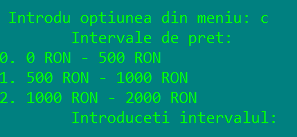 Introdu optiunea din meniu: c
Intervale de pret:
0. 0 RON - 500 RON
1. 500 RON - 1000 RON
2. 1000 RON - 2000 RON
Introduceti intervalul: